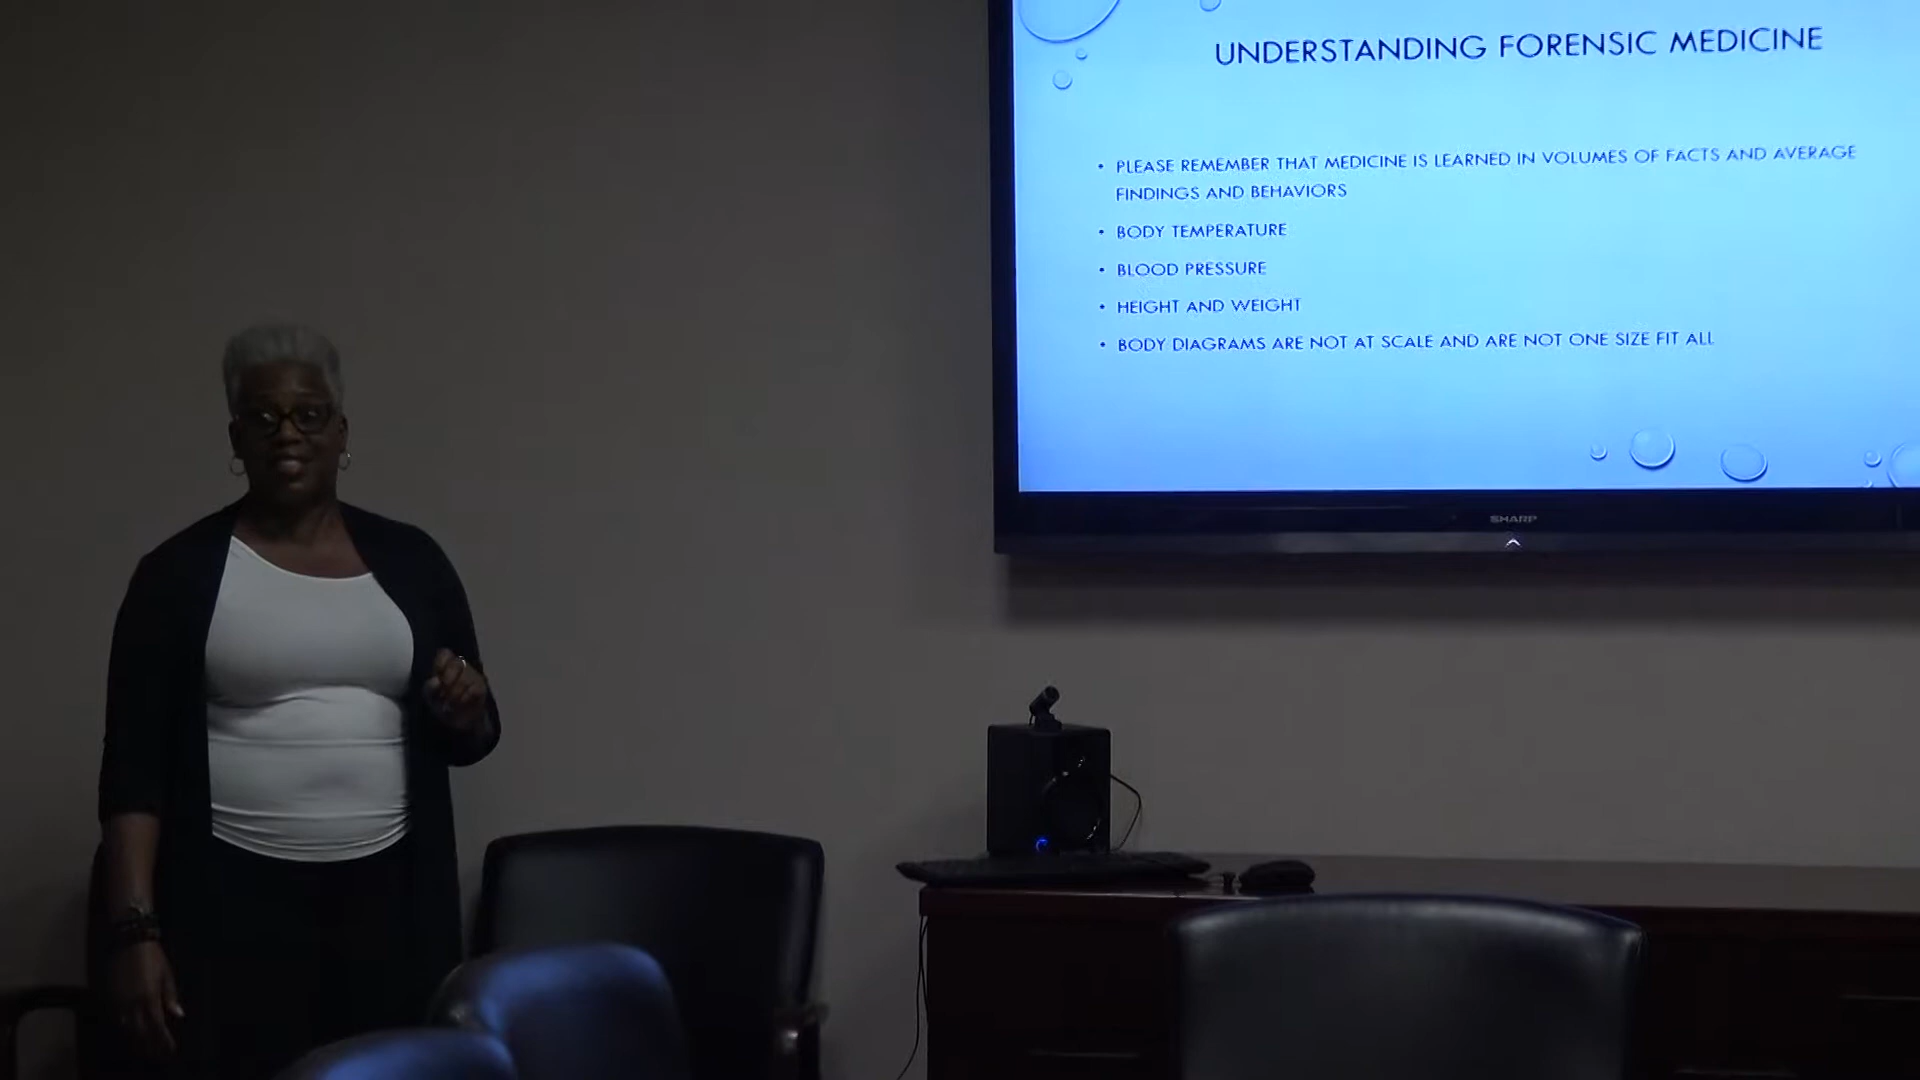 UNDERSTANDING FORENSIC MEDICINE
• PLEASE REMEMBER THAT MEDICINE IS LEARNED IN VOLUMES OF FACTS AND AVERAGE
FINDINGS AND BEHAVIORS
• BODY TEMPERATURE
• BLOOD PRESSURE
• HEIGHT AND WEIGHT
• BODY DIAGRAMS ARE NOT AT SCALE AND ARE NOT ONE SIZE FIT ALL
SHARP